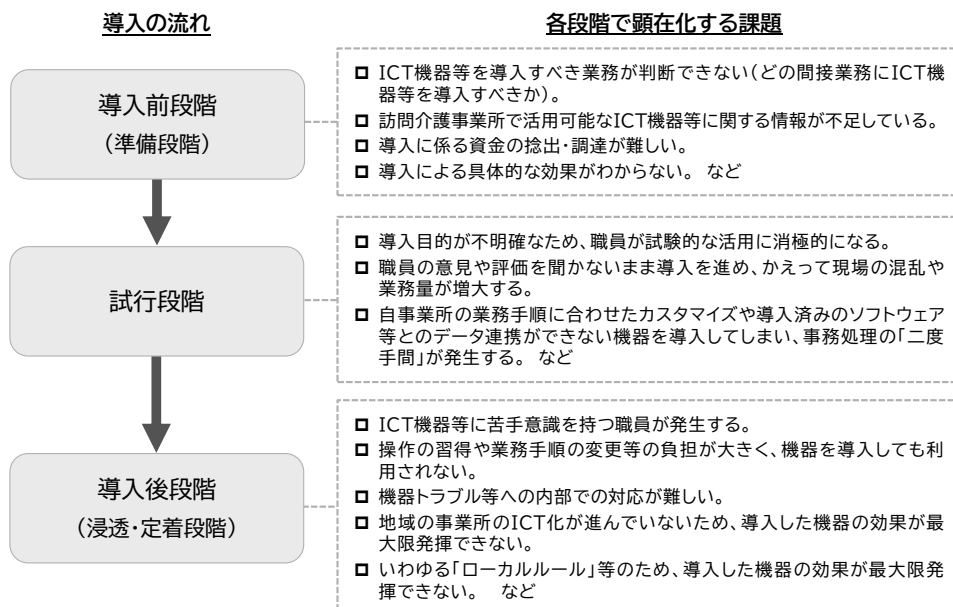 導入の流れ
各段階で顕在化する課題
導入前段階
（準備段階）
□ ICT機器等を導入すべき業務が判断できない（どの間接業務にICT機
器等を導入すべきか）。
□ 訪問介護事業所で活用可能なICT機器等に関する情報が不足している。
□ 導入に係る資金の捻出・調達が難しい。
□ 導入による具体的な効果がわからない。 など
試行段階
□ 導入目的が不明確なため、職員が試験的な活用に消極的になる。
□ 職員の意見や評価を聞かないまま導入を進め、かえって現場の混乱や
業務量が増大する。
□ 自事業所の業務手順に合わせたカスタマイズや導入済みのソフトウェア
等とのデータ連携ができない機器を導入してしまい、事務処理の「二度
手間」が発生する。 など
導入後段階
（浸透・定着段階）
□ ICT機器等に苦手意識を持つ職員が発生する。
□ 操作の習得や業務手順の変更等の負担が大きく、機器を導入しても利
用されない。
□ 機器トラブル等への内部での対応が難しい。
□ 地域の事業所のICT化が進んでいないため、導入した機器の効果が最
大限発揮できない。
□ いわゆる「ローカルルール」等のため、導入した機器の効果が最大限発
揮できない。 など